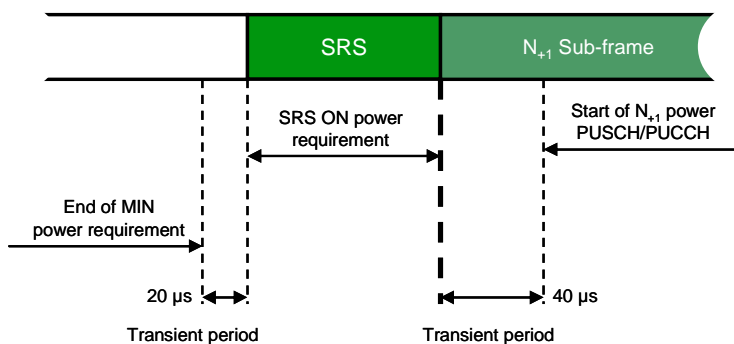 SRS
N+1 Sub-frame
SRS ON power
requirement
Start of N+1 power
PUSCH/PUCCH
End of MIN
power requirement
20 µs
40 µs
Transient period
Transient period